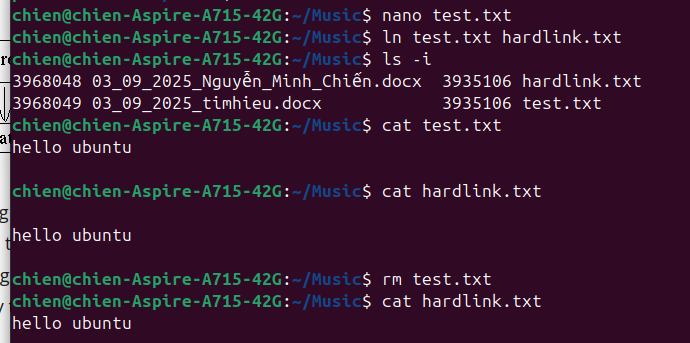 chien@chien-Aspire-A715-42G:~/Music$ nano test.txt
chien@chien-Aspire-A715-42G:~/Music$ ln test.txt hardlink.txt
chien@chien-Aspire-A715-42G:~/Music$ ls -i
3968048 03_09_2025_Nguyễn_Minh_Chiến.docx  3935106 hardlink.txt
3968049 03_09_2025_timhieu.docx            3935106 test.txt
chien@chien-Aspire-A715-42G:~/Music$ cat test.txt
hello ubuntu
chien@chien-Aspire-A715-42G:~/Music$ cat hardlink.txt
hello ubuntu
chien@chien-Aspire-A715-42G:~/Music$ rm test.txt
chien@chien-Aspire-A715-42G:~/Music$ cat hardlink.txt
hello ubuntu